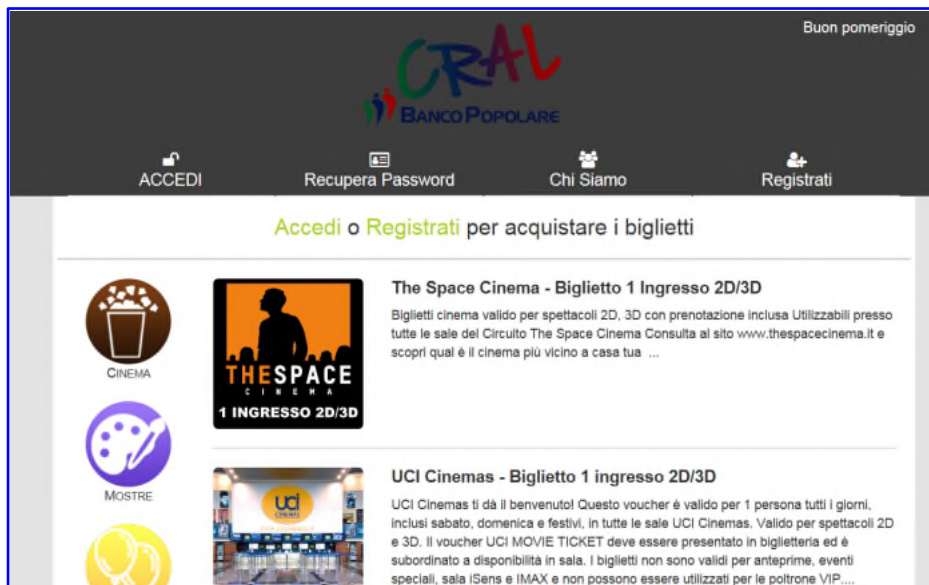 Buon pomeriggio
CRAL
BANCO POPOLARE
ACCEDI
Recupera Password
Chi Siamo
Registrati
Accedi o Registrati per acquistare i biglietti
CINEMA
MOSTRE
THESPACE
CINEMA
1 INGRESSO 2D/3D
The Space Cinema - Biglietto 1 Ingresso 2D/3D
Biglietti cinema valido per spettacoli 2D, 3D con prenotazione inclusa Utilizzabili presso
tutte le sale del Circuito The Space Cinema Consulta al sito www.thespacecinema.it e
scopri qual è il cinema più vicino a casa tua ...
uci
CINEMAS
UCI Cinemas - Biglietto 1 ingresso 2D/3D
UCI Cinemas ti dà il benvenuto! Questo voucher è valido per 1 persona tutti i giorni,
inclusi sabato, domenica e festivi, in tutte le sale UCI Cinemas. Valido per spettacoli 2D
e 3D. Il voucher UCI MOVIE TICKET deve essere presentato in biglietteria ed è
subordinato a disponibilità in sala. I biglietti non sono validi per anteprime, eventi
speciali, sala iSens e IMAX e non possono essere utilizzati per le poltrone VIP....